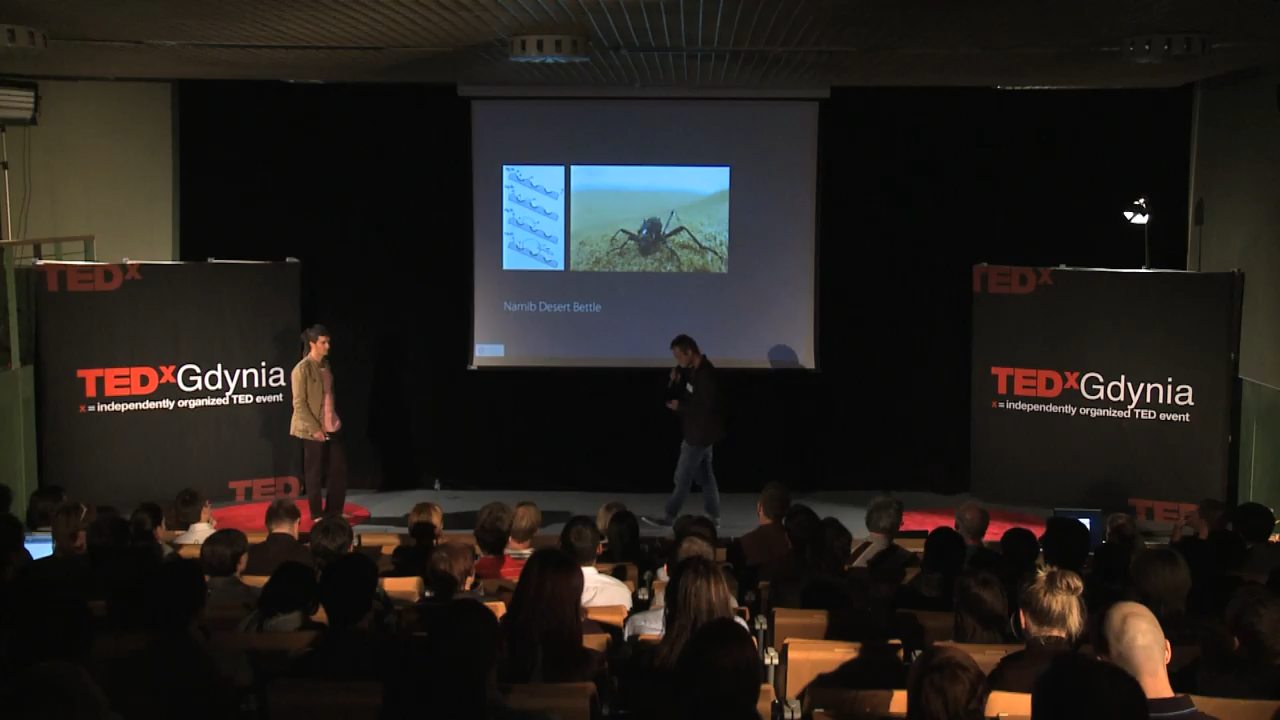 Namib Desert Bettle
TEDx
TEDxGdynia
x = independently organized TED event
TED
TEDx
TEDxGdynia
x = independently organized TED event
TED